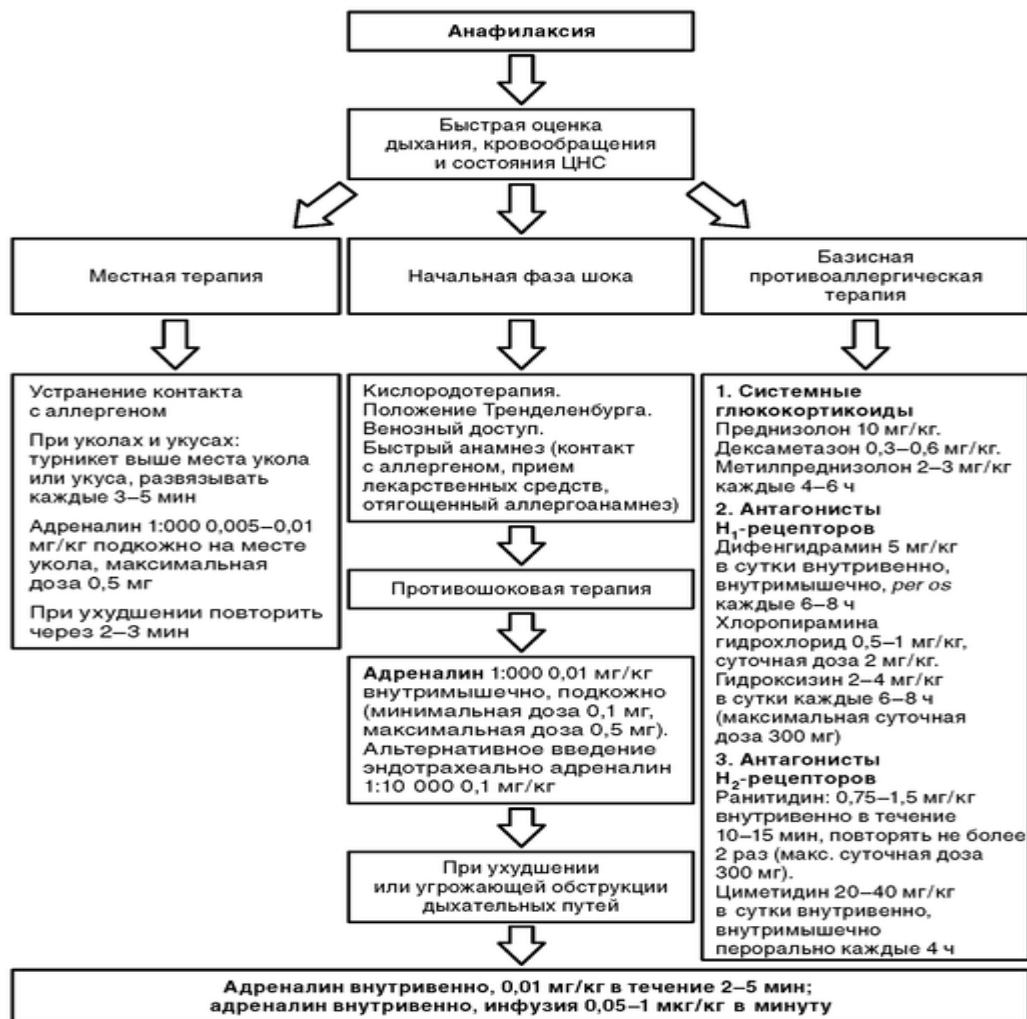 Анафилаксия
Быстрая оценка
дыхания, кровообращения
и состояния ЦНС
Местная терапия
Начальная фаза шока
Базисная
противоаллергическая
терапия
Устранение контакта
с аллергеном
При уколах и укусах:
турникет выше места укола
или укуса, развязывать
каждые 3–5 мин
Адреналин 1:000 0,005–0,01
мг/кг подкожно на месте
укола, максимальная
доза 0,5 мг
При ухудшении повторить
через 2–3 мин
Кислородотерапия.
Положение Тренделенбурга.
Венозный доступ.
Быстрый анамнез (контакт
с аллергеном, прием
лекарственных средств,
отягощенный аллергоанамнез)
Противошоковая терапия
Адреналин 1:000 0,01 мг/кг
внутримышечно, подкожно
(минимальная доза 0,1 мг,
максимальная доза 0,5 мг).
Альтернативное введение
эндотрахеально адреналин
1:10 000 0,1 мг/кг
При ухудшении
или угрожающей обструкции
дыхательных путей
1. Системные
глюкокортикоиды
Преднизолон 10 мг/кг.
Дексаметазон 0,3–0,6 мг/кг.
Метилпреднизолон 2–3 мг/кг
каждые 4–6 ч
2. Антагонисты
H₁-рецепторов
Дифенгидрамин 5 мг/кг
в сутки внутривенно,
внутримышечно, per os
каждые 6–8 ч
Хлоропирамина
гидрохлорид 0,5–1 мг/кг,
суточная доза 2 мг/кг.
Гидроксизин 2–4 мг/кг
в сутки каждые 6–8 ч
(максимальная суточная
доза 300 мг)
3. Антагонисты
H₂-рецепторов
Ранитидин: 0,75–1,5 мг/кг
внутривенно в течение
10–15 мин, повторять не более
2 раз (макс. суточная доза
300 мг).
Циметидин 20–40 мг/кг
в сутки внутривенно,
внутримышечно
перорально каждые 4 ч
Адреналин внутривенно, 0,01 мг/кг в течение 2–5 мин;
адреналин внутривенно, инфузия 0,05–1 мкг/кг в минуту